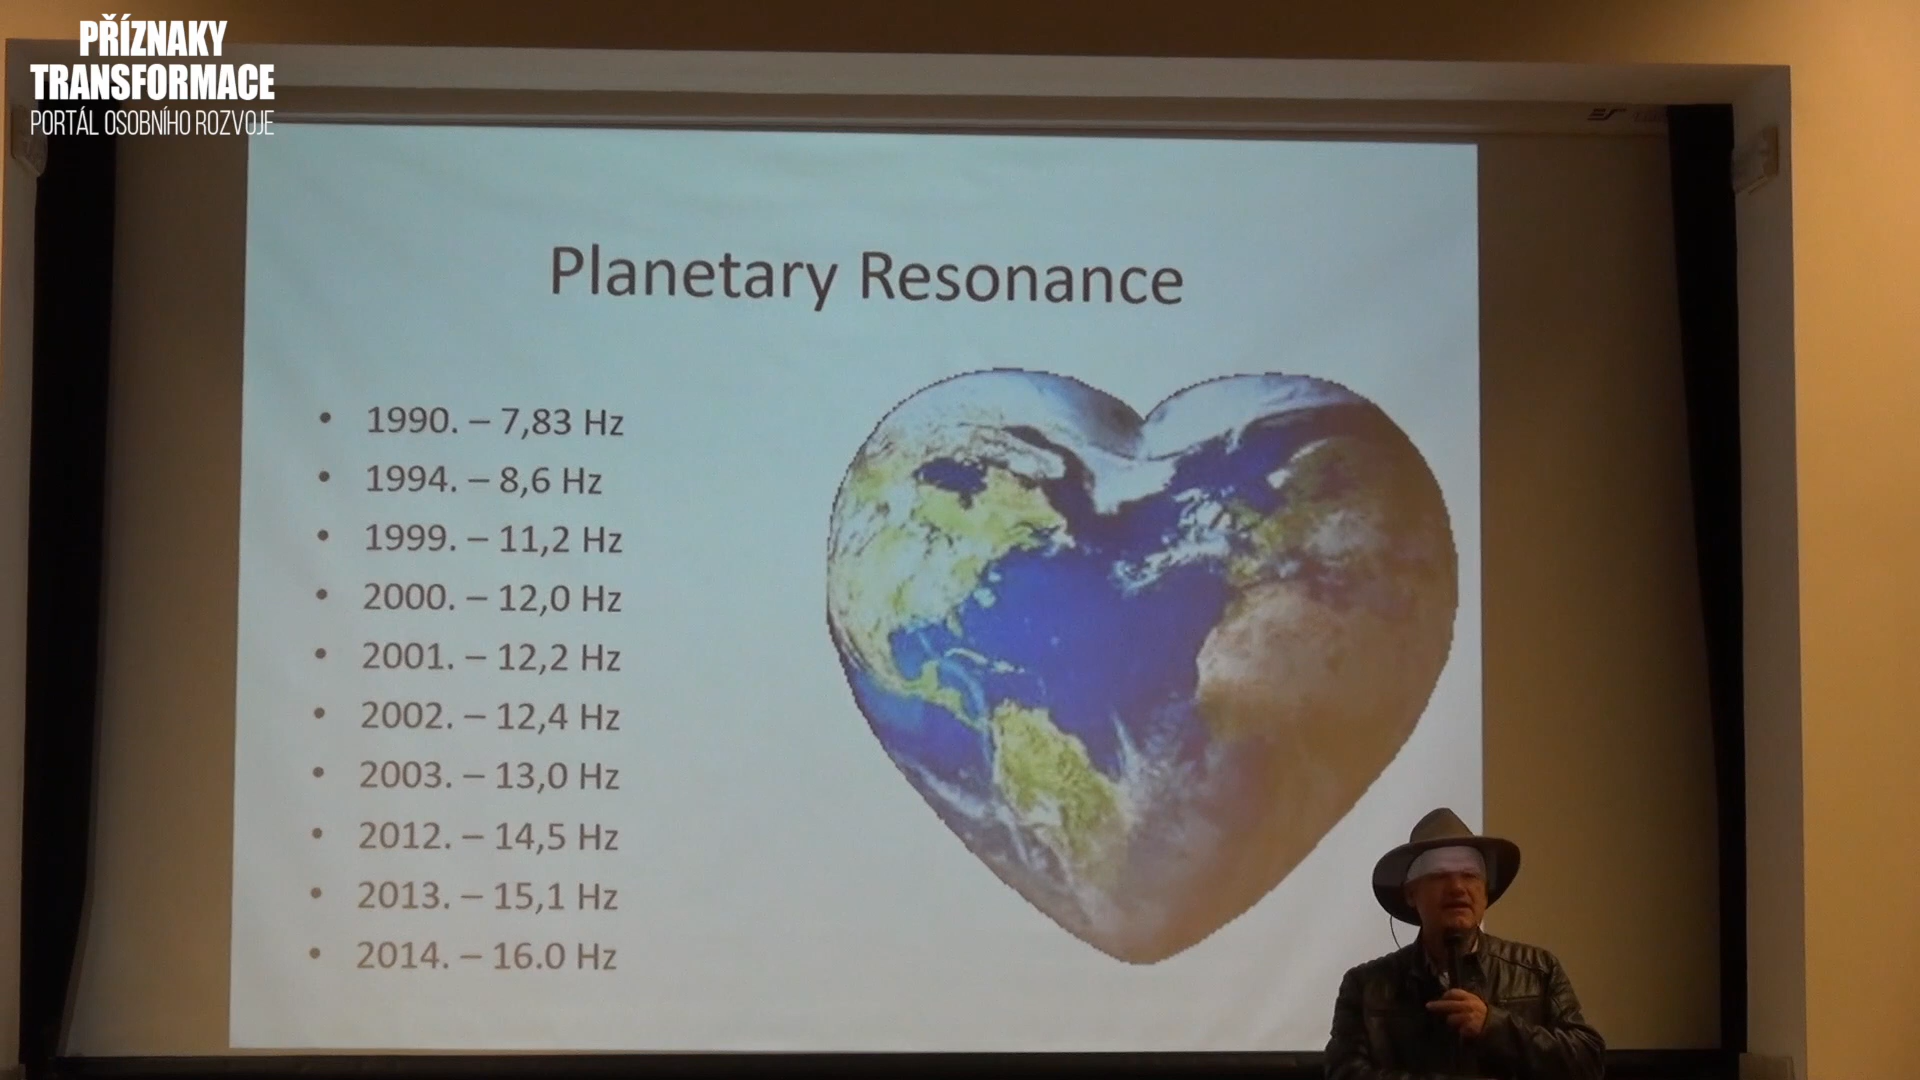 PŘÍZNAKY
TRANSFORMACE
PORTÁL OSOBNÍHO ROZVOJE
Planetary Resonance
• 1990. – 7,83 Hz
• 1994. – 8,6 Hz
• 1999. – 11,2 Hz
• 2000. – 12,0 Hz
• 2001. – 12,2 Hz
• 2002. – 12,4 Hz
• 2003. – 13,0 Hz
• 2012. – 14,5 Hz
• 2013. – 15,1 Hz
• 2014. – 16.0 Hz